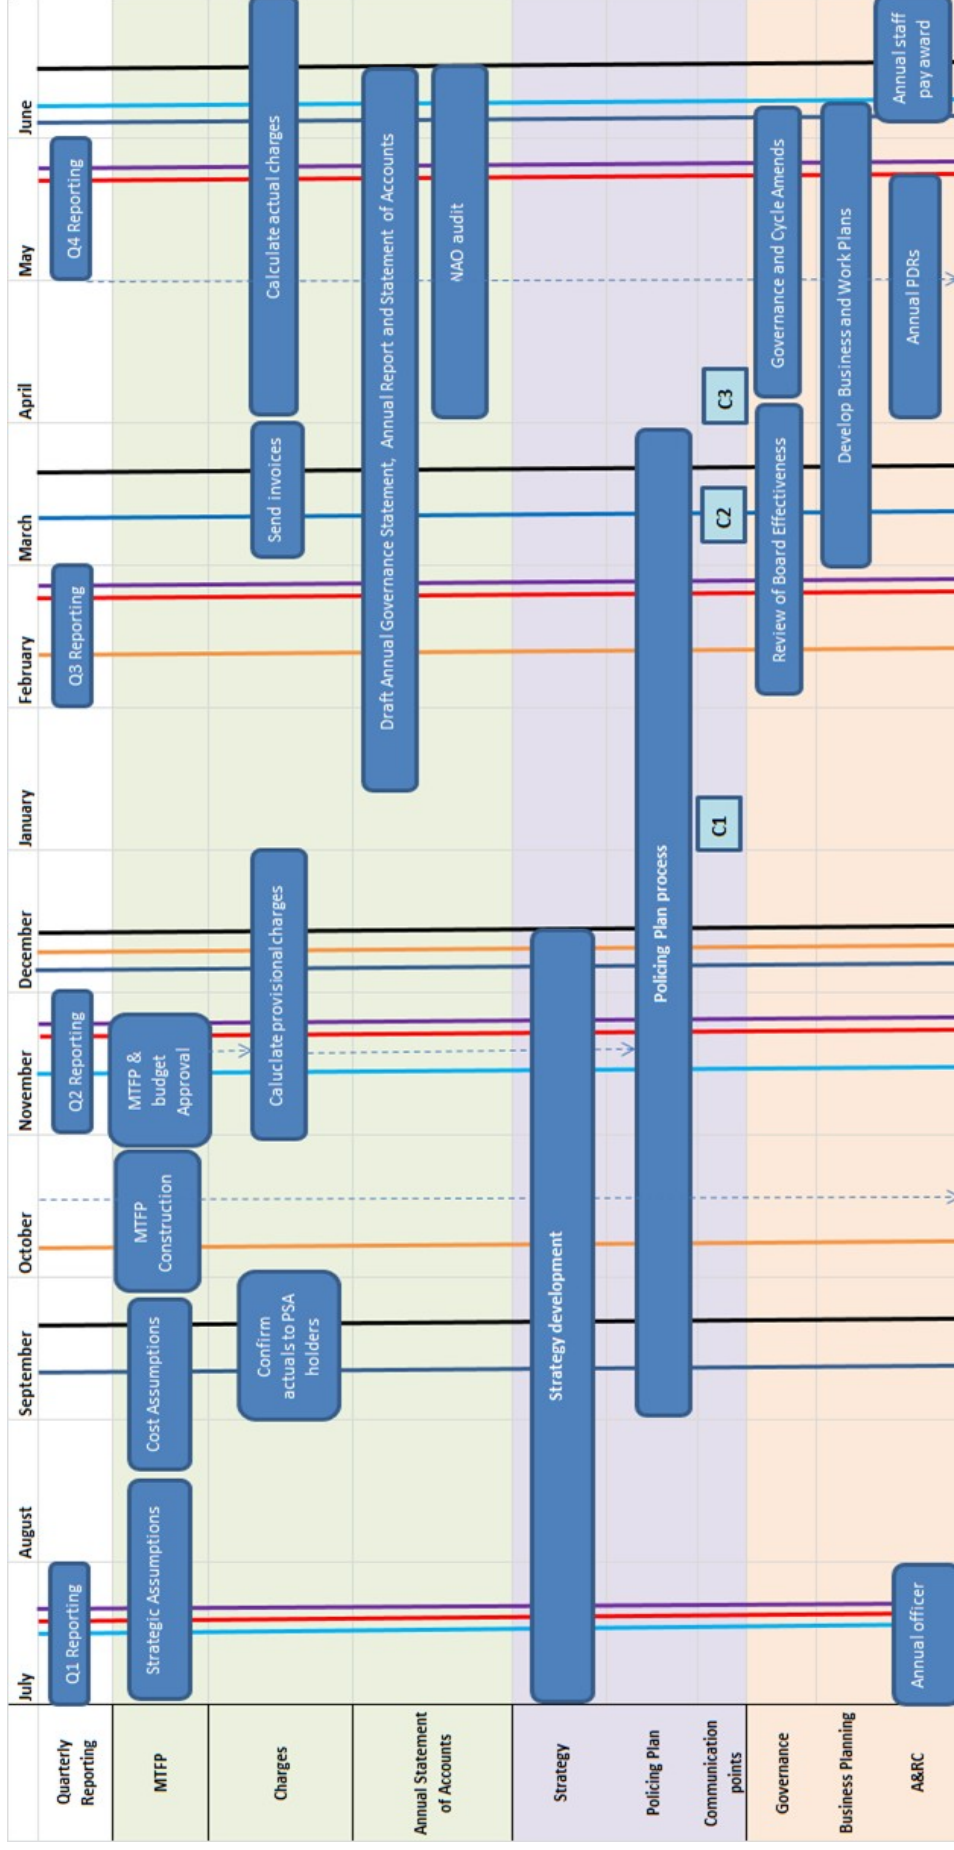 July
August
September
October
November
December
January
February
March
April
May
June
Quarterly
Reporting
Q1 Reporting
Q2 Reporting
Q3 Reporting
Q4 Reporting
MTFP
Strategic Assumptions
Cost Assumptions
MTFP
Construction
MTFP &
budget
Approval
Charges
Confirm
actuals to PSA
holders
Caluclate provisional charges
Send invoices
Calculate actual charges
Annual Statement
of Accounts
Draft Annual Governance Statement, Annual Report and Statement of Accounts
NAO audit
Strategy
Strategy development
Policing Plan
Policing Plan process
Communication
points
C1
C2
C3
Governance
Review of Board Effectiveness
Governance and Cycle Amends
Business Planning
Develop Business and Work Plans
A&RC
Annual officer
Annual PDRs
Annual staff
pay award